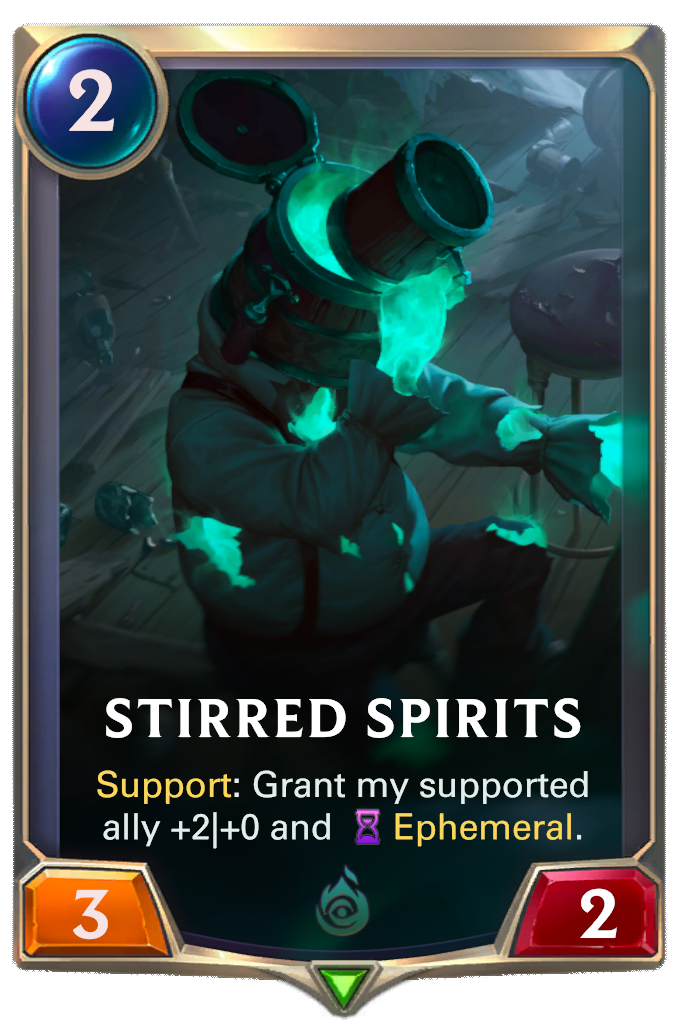 2
STIRRED SPIRITS
Support: Grant my supported
ally +2|+0 and Ephemeral.
3
2